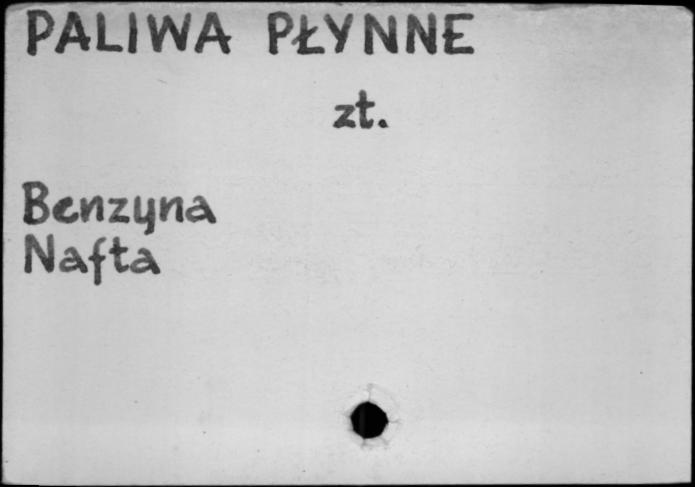 PALIWA PŁYNNE
zt.
Benzyna
Nafta